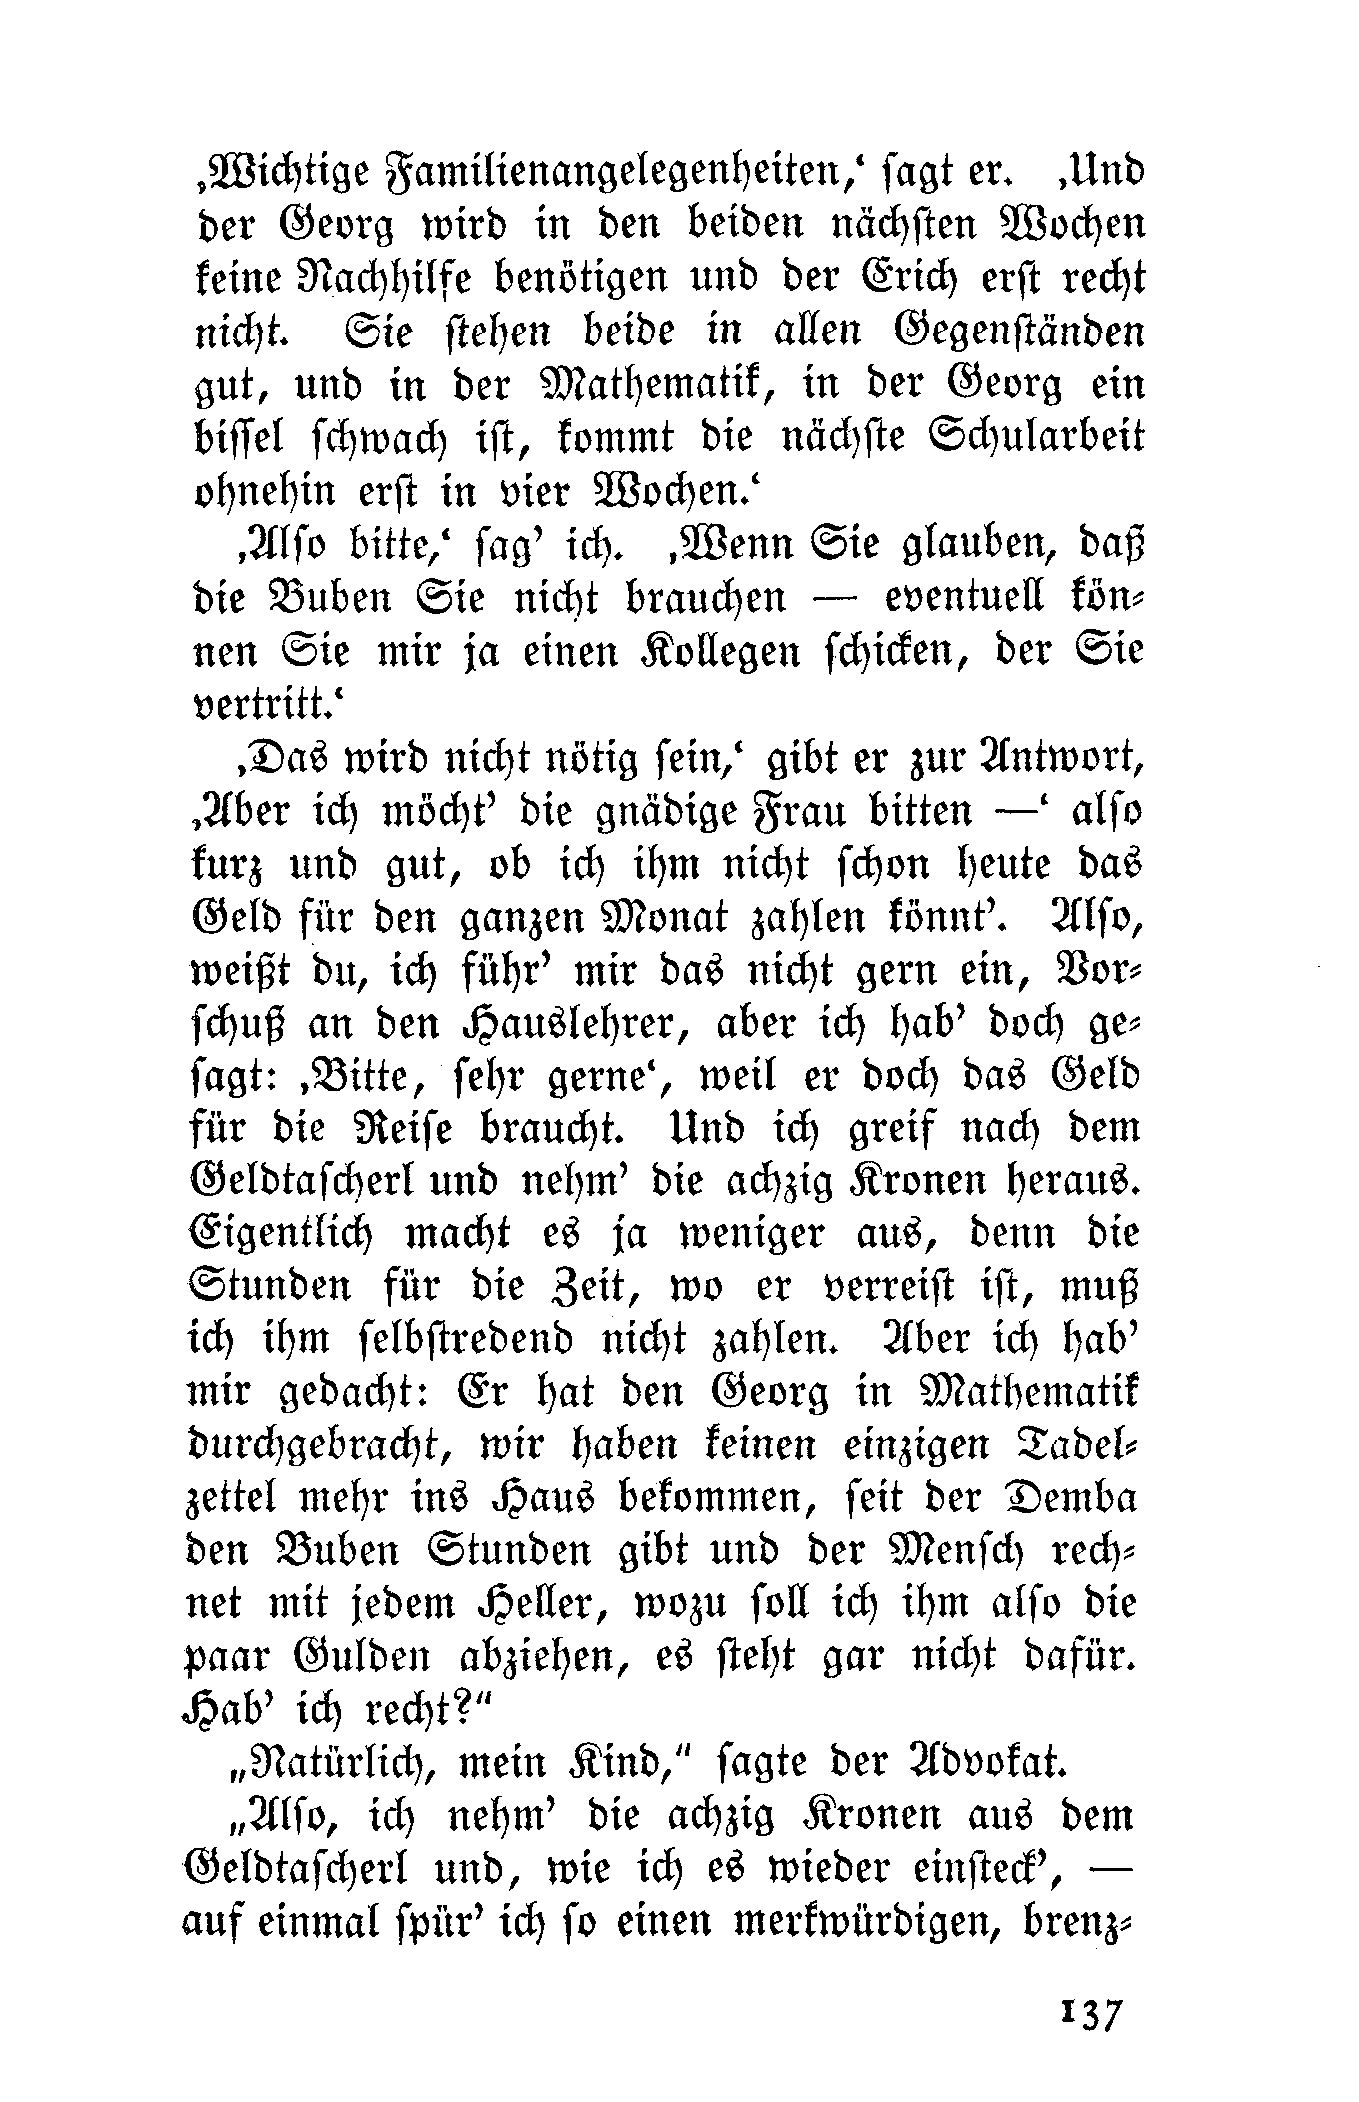 ‚Wichtige Familienangelegenheiten,‘ sagt er. ‚Und
der Georg wird in den beiden nächsten Wochen
keine Nachhilfe benötigen und der Erich erst recht
nicht. Sie stehen beide in allen Gegenständen
gut, und in der Mathematik, in der Georg ein
bissel schwach ist, kommt die nächste Schularbeit
ohnehin erst in vier Wochen.‘
‚Also bitte,‘ sag’ ich. ‚Wenn Sie glauben, daß
die Buben Sie nicht brauchen — eventuell kön-
nen Sie mir ja einen Kollegen schicken, der Sie
vertritt.‘
‚Das wird nicht nötig sein,‘ gibt er zur Antwort,
‚Aber ich möcht’ die gnädige Frau bitten —‘ also
kurz und gut, ob ich ihm nicht schon heute das
Geld für den ganzen Monat zahlen könnt’. Also,
weißt du, ich führ’ mir das nicht gern ein, Vor-
schuß an den Hauslehrer, aber ich hab’ doch ge-
sagt: ‚Bitte, sehr gerne‘, weil er doch das Geld
für die Reise braucht. Und ich greif nach dem
Geldtascherl und nehm’ die achzig Kronen heraus.
Eigentlich macht es ja weniger aus, denn die
Stunden für die Zeit, wo er verreist ist, muß
ich ihm selbstredend nicht zahlen. Aber ich hab’
mir gedacht: Er hat den Georg in Mathematik
durchgebracht, wir haben keinen einzigen Tadel-
zettel mehr ins Haus bekommen, seit der Demba
den Buben Stunden gibt und der Mensch rech-
net mit jedem Heller, wozu soll ich ihm also die
paar Gulden abziehen, es steht gar nicht dafür.
Hab’ ich recht?“
„Natürlich, mein Kind,“ sagte der Advokat.
„Also, ich nehm’ die achzig Kronen aus dem
Geldtascherl und, wie ich es wieder einsteck’, —
auf einmal spür’ ich so einen merkwürdigen, brenz-
137